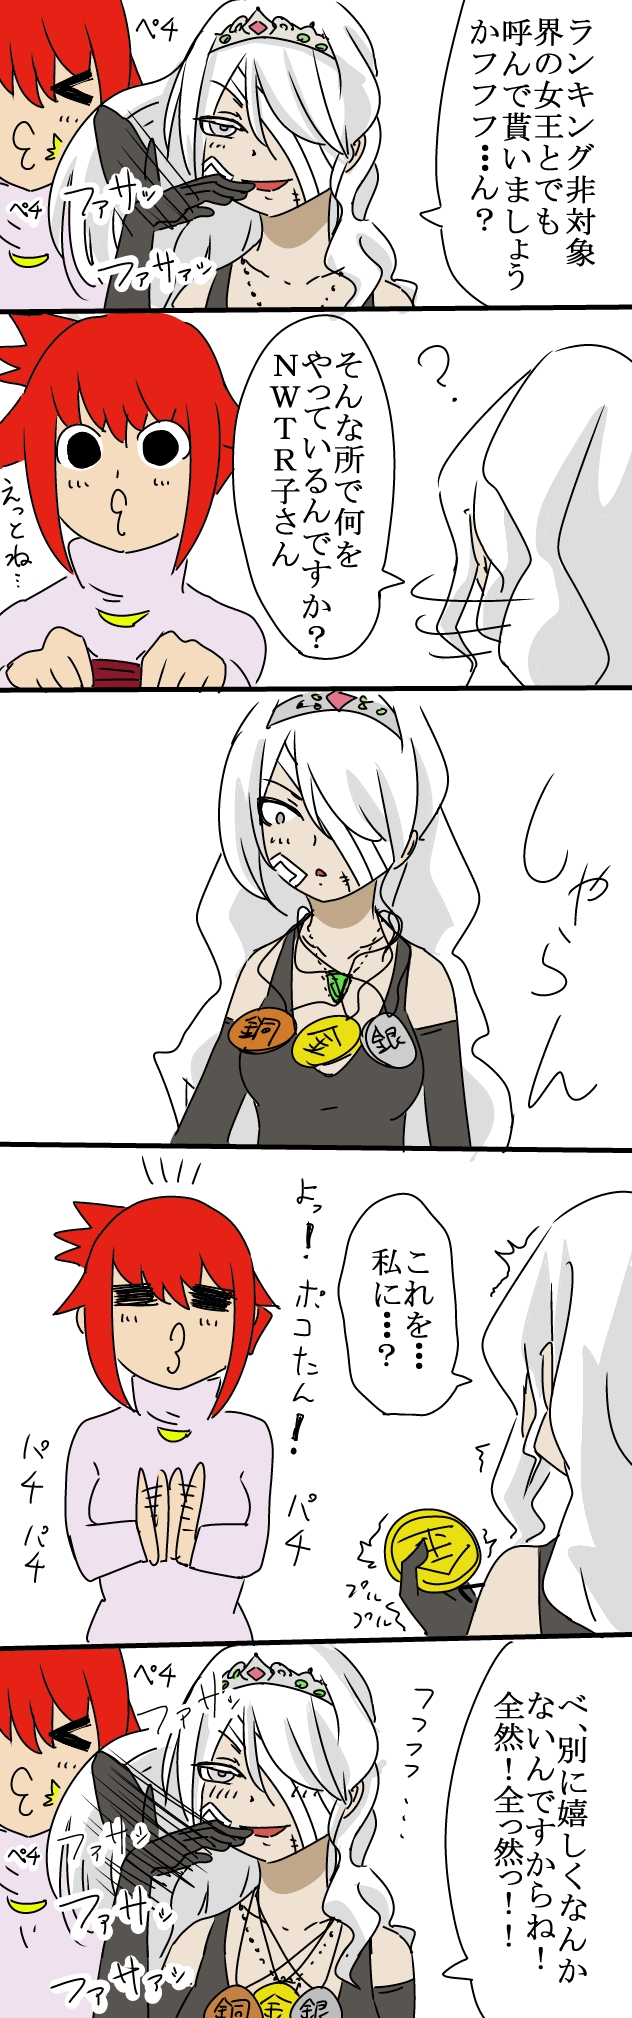 ランキング非対象
界の女王とでも
呼んで貰いましょう
かフフフ…ん？
ペチ
ペチ
ファサッ
ファサァッ
？
そんな所で何を
やっているんですか？
NWTR子さん
えっとね…
しゃらん
銅
金
銀
これを…
私に…？
よっ！ポコたん！
パチ
パチ
パチ
金
プル
プル
べ、別に嬉しくなんか
ないんですからね！
全然！全っ然っ！！
フフフフ…
ペチ
ペチ
ファサッ
ファサッ
ファサッ
ファサァッ
銅
金
銀